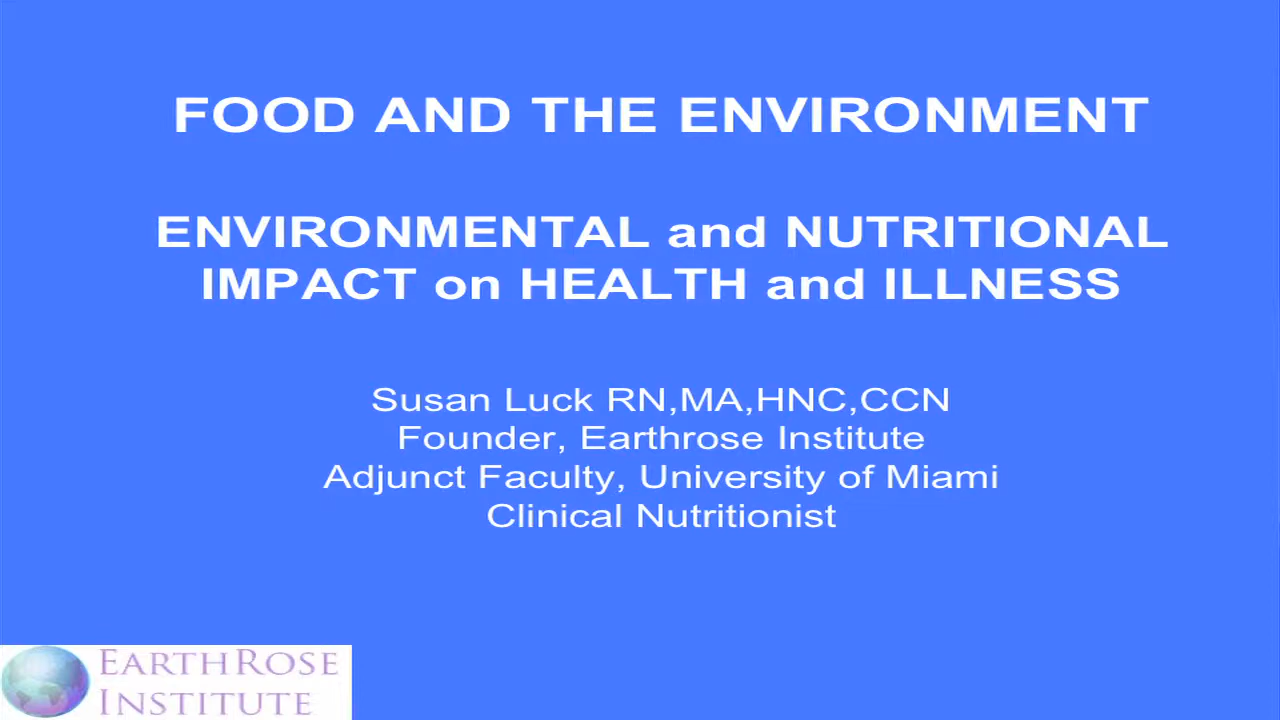 FOOD AND THE ENVIRONMENT
ENVIRONMENTAL and NUTRITIONAL
IMPACT on HEALTH and ILLNESS
Susan Luck RN,MA,HNC,CCN
Founder, Earthrose Institute
Adjunct Faculty, University of Miami
Clinical Nutritionist
EARTHROSE
INSTITUTE